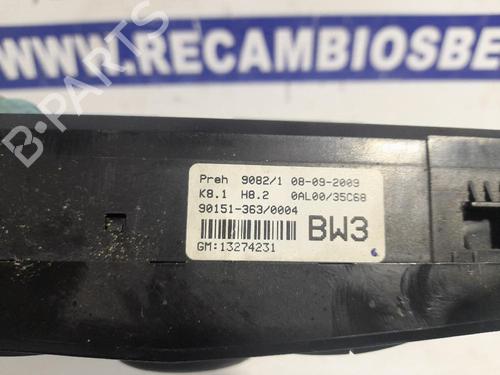 WWW.RECAMBIOSBE
B-PARTS
Preh 9082/1 08-09-2009
K8.1 H8.2 0AL00/35C68
90151-363/0004
BW3
6
GM:13274231